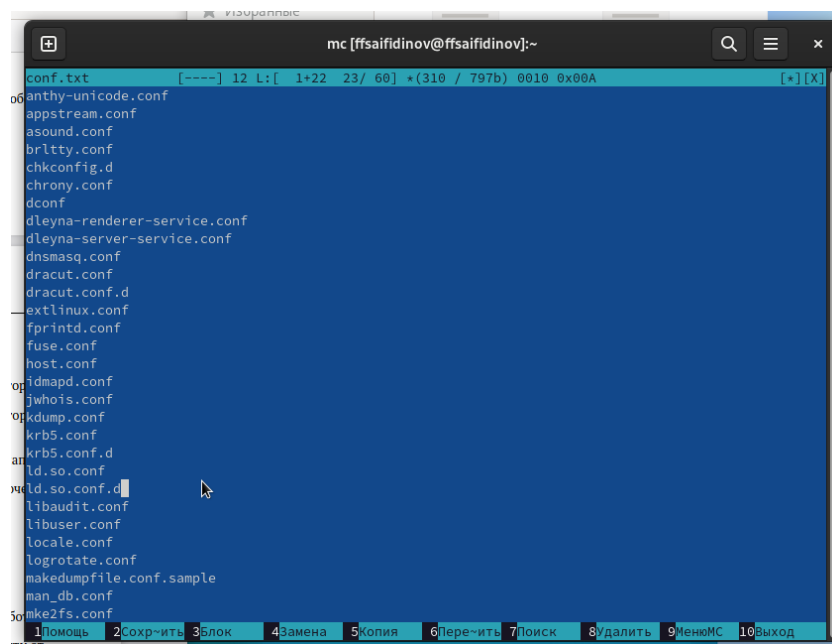 Избранные
mc [ffsaifidinov@ffsaifidinov]:~
conf.txt [----] 12 L:[ 1+22 23/ 60] *(310 / 797b) 0010 0x00A [*][X]
anthy-unicode.conf
appstream.conf
asound.conf
brltty.conf
chkconfig.d
chrony.conf
dconf
dleyna-renderer-service.conf
dleyna-server-service.conf
dnsmasq.conf
dracut.conf
dracut.conf.d
extlinux.conf
fprintd.conf
fuse.conf
host.conf
idmapd.conf
jwhois.conf
kdump.conf
krb5.conf
krb5.conf.d
ld.so.conf
ld.so.conf.d
libaudit.conf
libuser.conf
locale.conf
logrotate.conf
makedumpfile.conf.sample
man_db.conf
mke2fs.conf
1Помощь 2Сохр~ить 3Блок 4Замена 5Копия 6Пере~ить 7Поиск 8Удалить 9МенюMC 10Выход